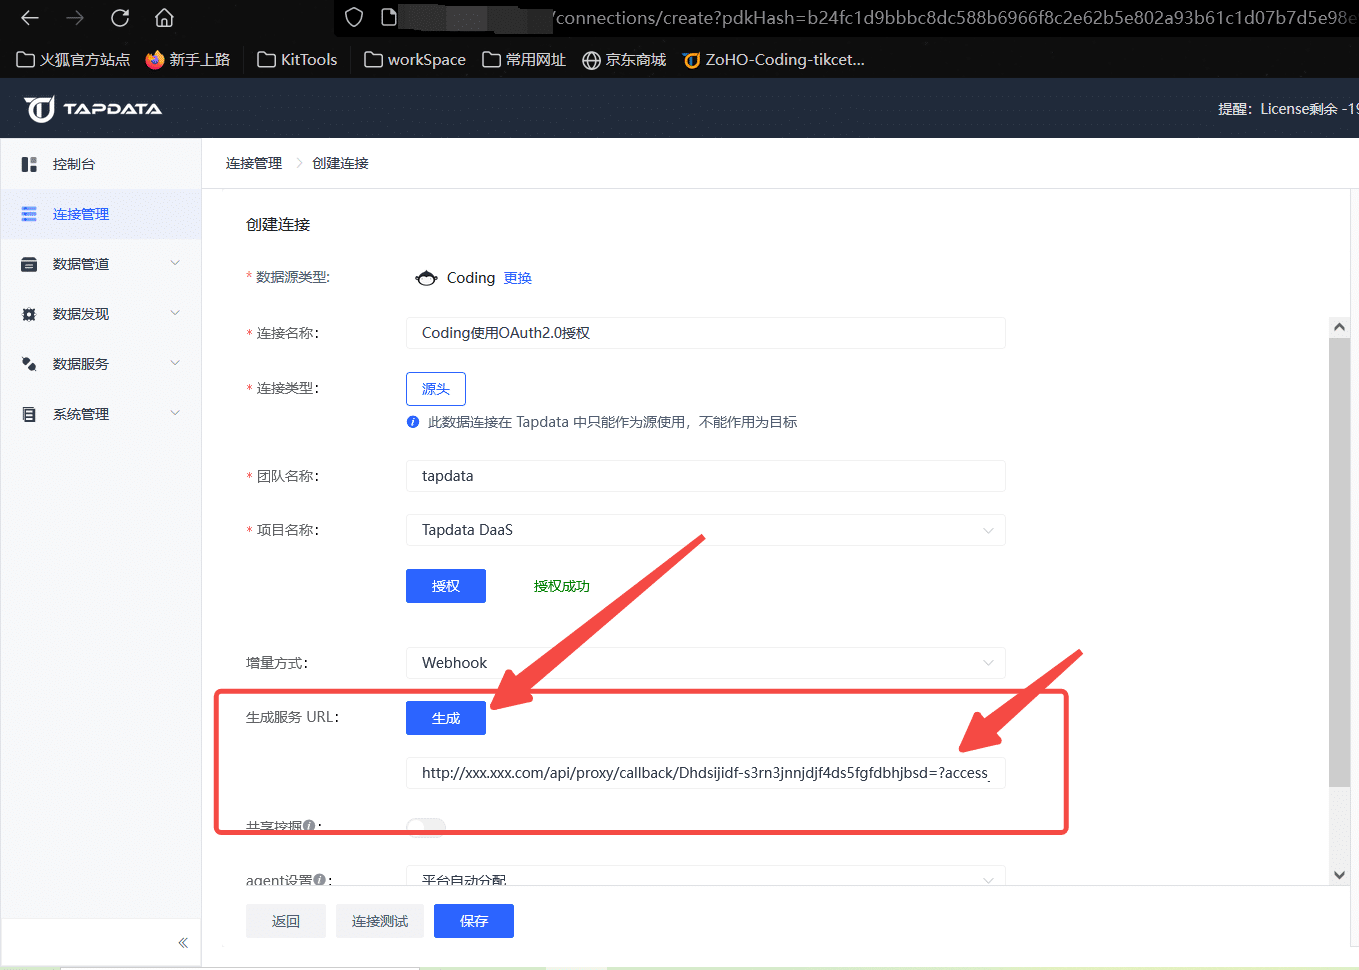 /connections/create?pdkHash=b24fc1d9bbbc8dc588b6966f8c2e62b5e802a93b61c1d07b7d5e98e
火狐官方站点 新手上路 KitTools workSpace 常用网址 京东商城 ZoHO-Coding-tikcet...
TAPDATA
提醒：License剩余 -19
控制台
连接管理
数据管道
数据发现
数据服务
系统管理
连接管理 > 创建连接
创建连接
* 数据源类型: Coding 更换
* 连接名称: Coding使用OAuth2.0授权
* 连接类型: 源头
此数据连接在 Tapdata 中只能作为源使用，不能作用为目标
* 团队名称: tapdata
* 项目名称: Tapdata DaaS
授权 授权成功
增量方式: Webhook
生成服务 URL: 生成
http://xxx.xxx.com/api/proxy/callback/Dhdsijidf-s3rn3jnnjdjf4ds5fgfdbhjbsd=?access_
共享挖掘 :
agent设置 : 平台自动分配
返回 连接测试 保存